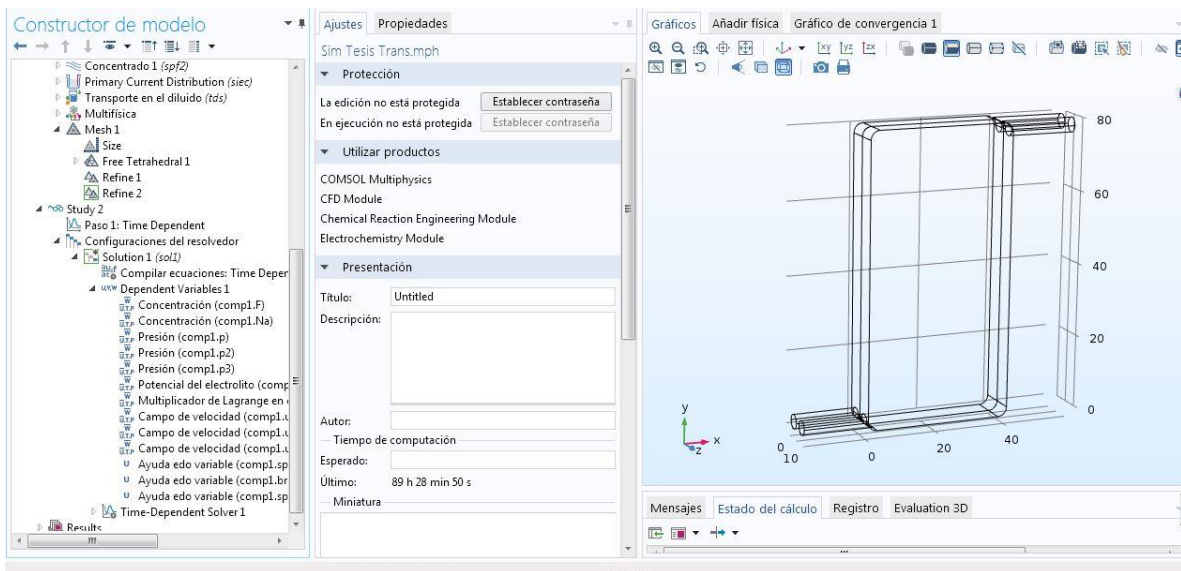 Constructor de modelo
Concentrado 1 (spf2)
Primary Current Distribution (siec)
Transporte en el diluido (tds)
Multifísica
Mesh 1
Size
Free Tetrahedral 1
Refine 1
Refine 2
Study 2
Paso 1: Time Dependent
Configuraciones del resolvedor
Solution 1 (sol1)
Compilar ecuaciones: Time Deper
Dependent Variables 1
Concentración (comp1.F)
Concentración (comp1.Na)
Presión (comp1.p)
Presión (comp1.p2)
Presión (comp1.p3)
Potencial del electrolito (comp
Multiplicador de Lagrange en
Campo de velocidad (comp1.u
Campo de velocidad (comp1.u
Campo de velocidad (comp1.u
Ayuda edo variable (comp1.sp
Ayuda edo variable (comp1.br
Ayuda edo variable (comp1.sp
Time-Dependent Solver 1
Results
Ajustes Propiedades
Sim Tesis Trans.mph
Protección
La edición no está protegida Establecer contraseña
En ejecución no está protegida Establecer contraseña
Utilizar productos
COMSOL Multiphysics
CFD Module
Chemical Reaction Engineering Module
Electrochemistry Module
Presentación
Título: Untitled
Descripción:
Autor:
Tiempo de computación
Esperado:
Último: 89 h 28 min 50 s
Miniatura
Gráficos Añadir física Gráfico de convergencia 1
xy yz zx
80
60
40
20
0
y
x
z
0
10
0
20
40
Mensajes Estado del cálculo Registro Evaluation 3D